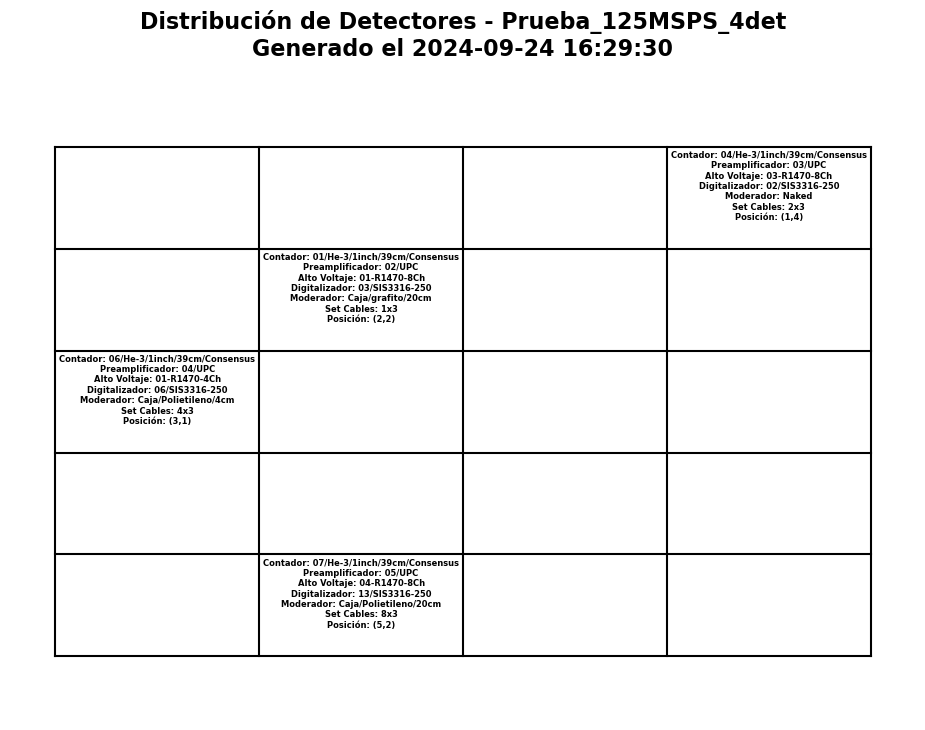 Distribución de Detectores - Prueba_125MSPS_4det
Generado el 2024-09-24 16:29:30
Contador: 04/He-3/1inch/39cm/Consensus
Preamplificador: 03/UPC
Alto Voltaje: 03-R1470-8Ch
Digitalizador: 02/SIS3316-250
Moderador: Naked
Set Cables: 2x3
Posición: (1,4)
Contador: 01/He-3/1inch/39cm/Consensus
Preamplificador: 02/UPC
Alto Voltaje: 01-R1470-8Ch
Digitalizador: 03/SIS3316-250
Moderador: Caja/grafito/20cm
Set Cables: 1x3
Posición: (2,2)
Contador: 06/He-3/1inch/39cm/Consensus
Preamplificador: 04/UPC
Alto Voltaje: 01-R1470-4Ch
Digitalizador: 06/SIS3316-250
Moderador: Caja/Polietileno/4cm
Set Cables: 4x3
Posición: (3,1)
Contador: 07/He-3/1inch/39cm/Consensus
Preamplificador: 05/UPC
Alto Voltaje: 04-R1470-8Ch
Digitalizador: 13/SIS3316-250
Moderador: Caja/Polietileno/20cm
Set Cables: 8x3
Posición: (5,2)